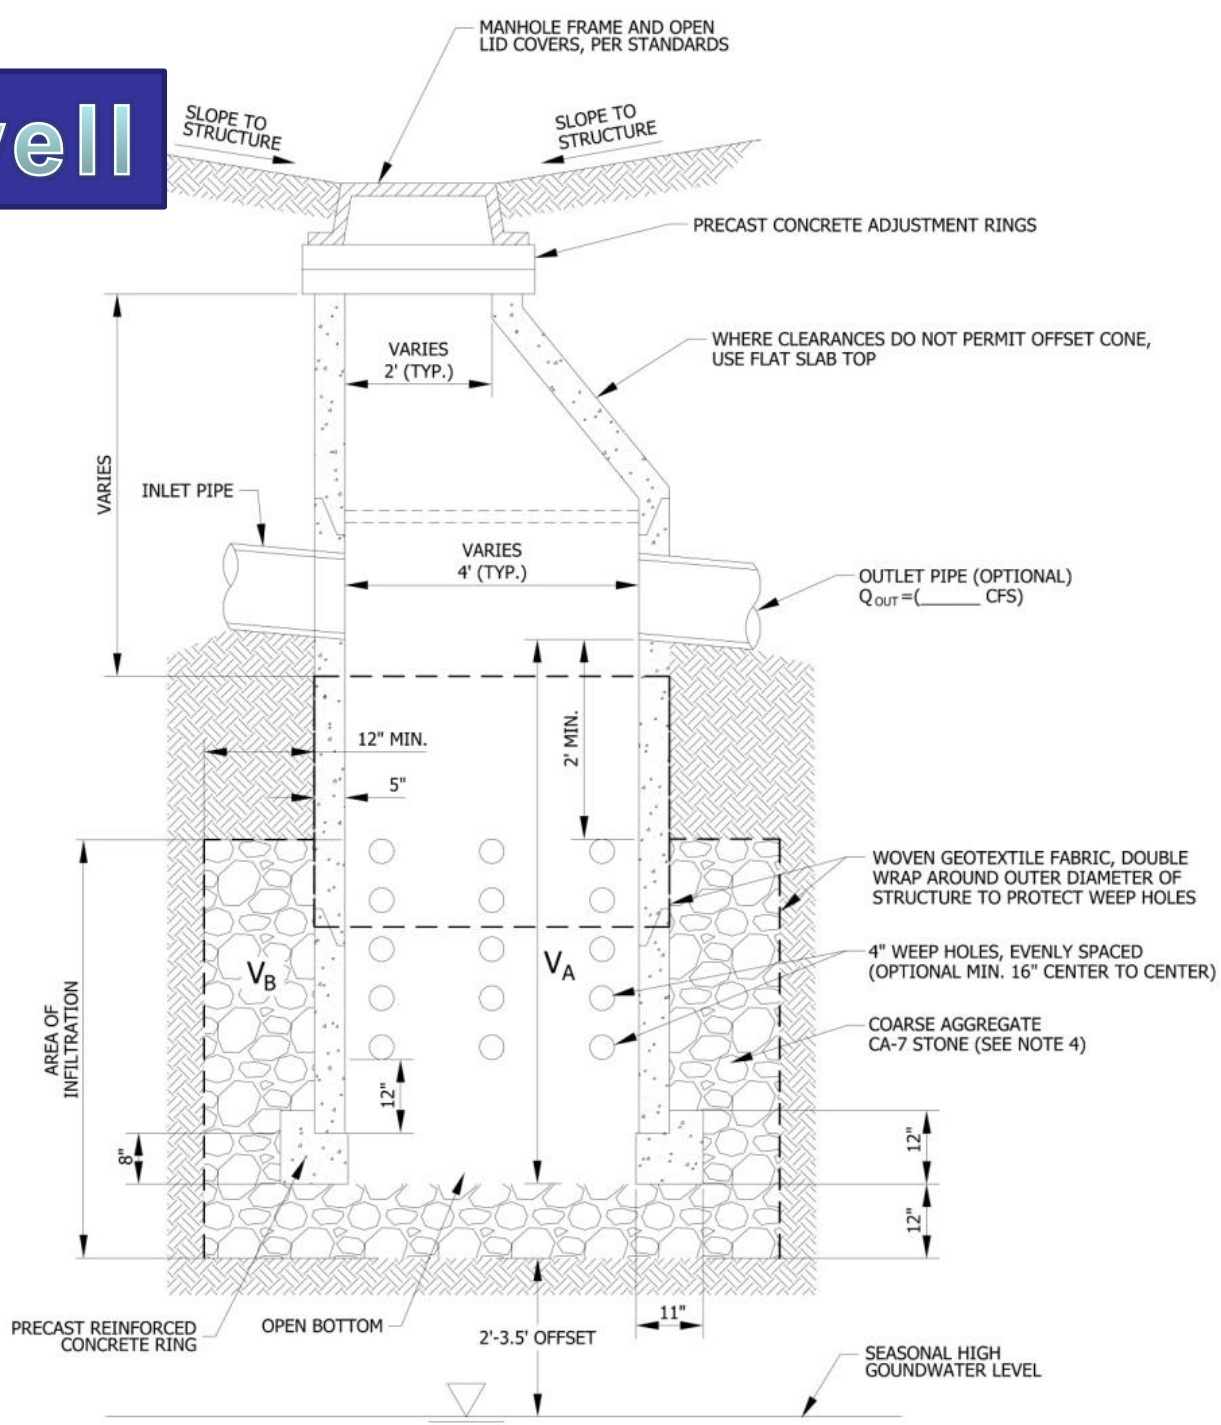 MANHOLE FRAME AND OPEN
LID COVERS, PER STANDARDS
ell
SLOPE TO
STRUCTURE
SLOPE TO
STRUCTURE
PRECAST CONCRETE ADJUSTMENT RINGS
WHERE CLEARANCES DO NOT PERMIT OFFSET CONE,
USE FLAT SLAB TOP
VARIES
2' (TYP.)
VARIES
INLET PIPE
VARIES
4' (TYP.)
OUTLET PIPE (OPTIONAL)
QOUT=(______ CFS)
12" MIN.
2' MIN.
5"
WOVEN GEOTEXTILE FABRIC, DOUBLE
WRAP AROUND OUTER DIAMETER OF
STRUCTURE TO PROTECT WEEP HOLES
4" WEEP HOLES, EVENLY SPACED
(OPTIONAL MIN. 16" CENTER TO CENTER)
VB
VA
AREA OF
INFILTRATION
COARSE AGGREGATE
CA-7 STONE (SEE NOTE 4)
12"
8"
12"
12"
11"
PRECAST REINFORCED
CONCRETE RING
OPEN BOTTOM
2'-3.5' OFFSET
SEASONAL HIGH
GOUNDWATER LEVEL